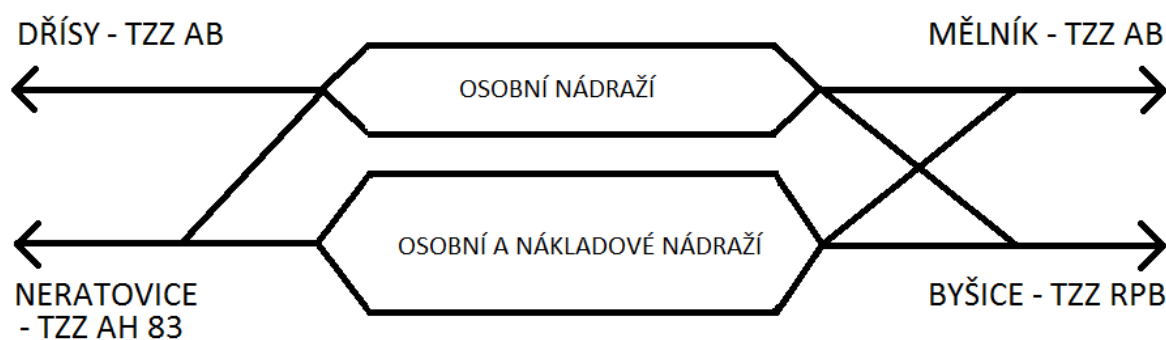 DŘÍSY - TZZ AB
MĚLNÍK - TZZ AB
OSOBNÍ NÁDRAŽÍ
OSOBNÍ A NÁKLADOVÉ NÁDRAŽÍ
NERATOVICE
- TZZ AH 83
BYŠICE - TZZ RPB